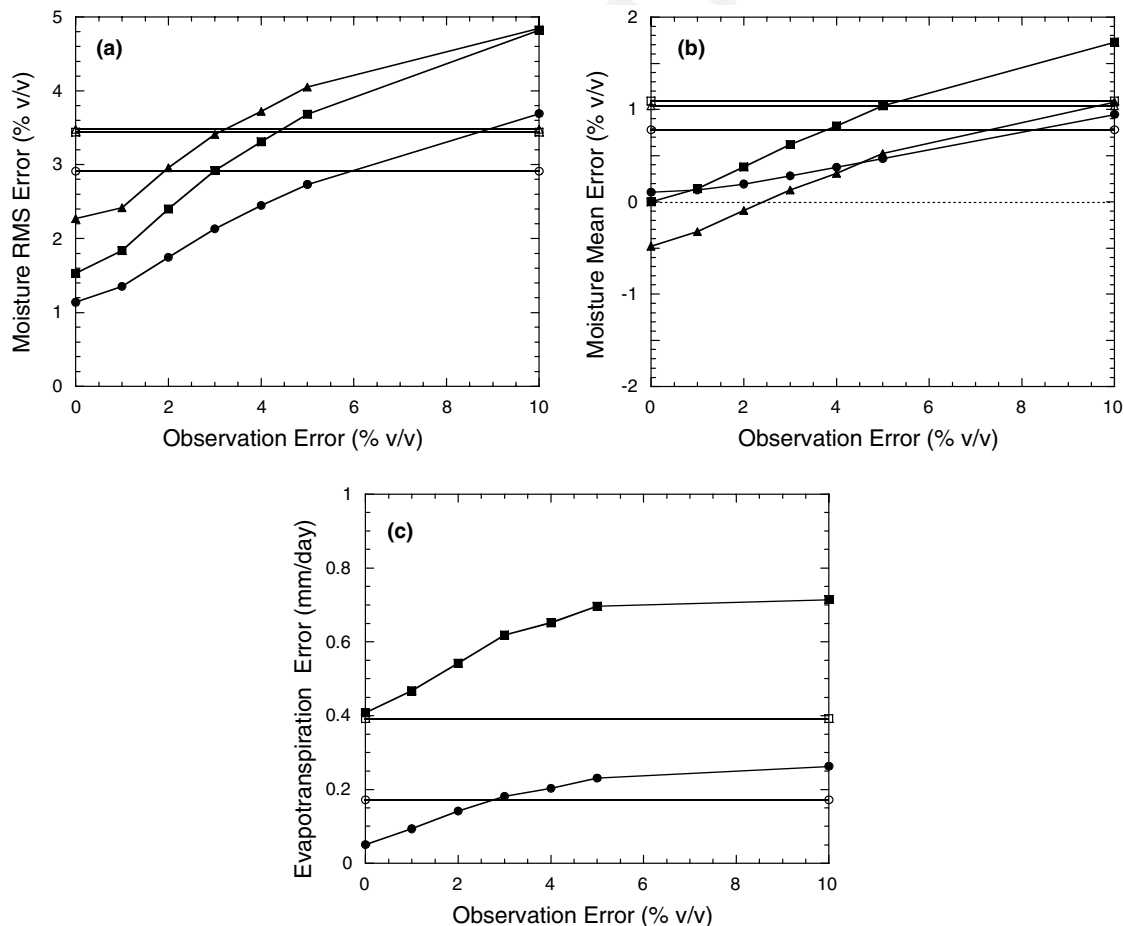 (a)
Moisture RMS Error (% v/v)
5
4
3
2
1
0
0 2 4 6 8 10
Observation Error (% v/v)
(b)
Moisture Mean Error (% v/v)
2
1
0
-1
-2
0 2 4 6 8 10
Observation Error (% v/v)
(c)
Evapotranspiration Error (mm/day)
1
0.8
0.6
0.4
0.2
0
0 2 4 6 8 10
Observation Error (% v/v)